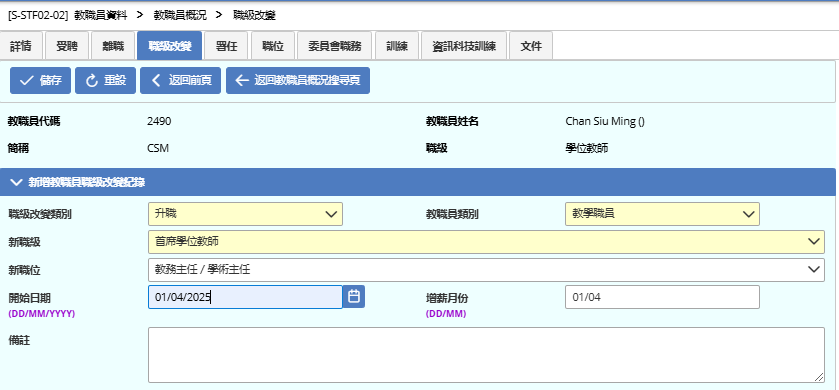 [S-STF02-02] 教職員資料 > 教職員概況 > 職級改變
詳情 受聘 離職 職級改變 署任 職位 委員會職務 訓練 資訊科技訓練 文件
儲存 重設 返回前頁 返回教職員概況搜尋頁
教職員代碼 2490 教職員姓名 Chan Siu Ming ()
簡稱 CSM 職級 學位教師
新增教職員職級改變紀錄
職級改變類別 升職 教職員類別 教學職員
新職級 首席學位教師
新職位 教務主任 / 學術主任
開始日期 01/04/2025 增薪月份 01/04
(DD/MM/YYYY) (DD/MM)
備註